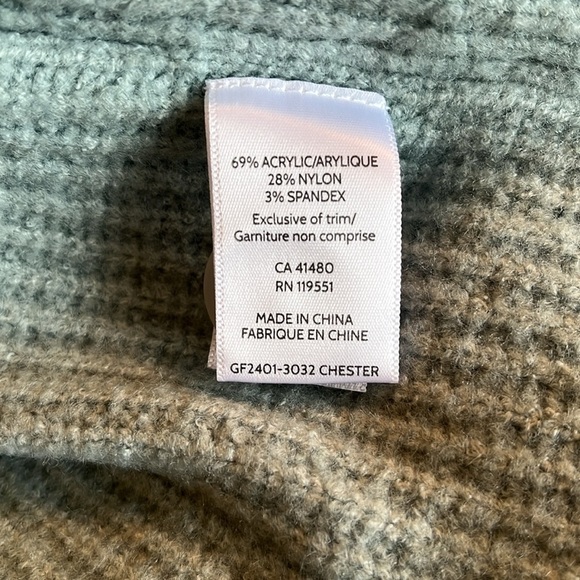 69% ACRYLIC/ARYLIQUE
28% NYLON
3% SPANDEX
Exclusive of trim/
Garniture non comprise
CA 41480
RN 119551
MADE IN CHINA
FABRIQUE EN CHINE
GF2401-3032 CHESTER